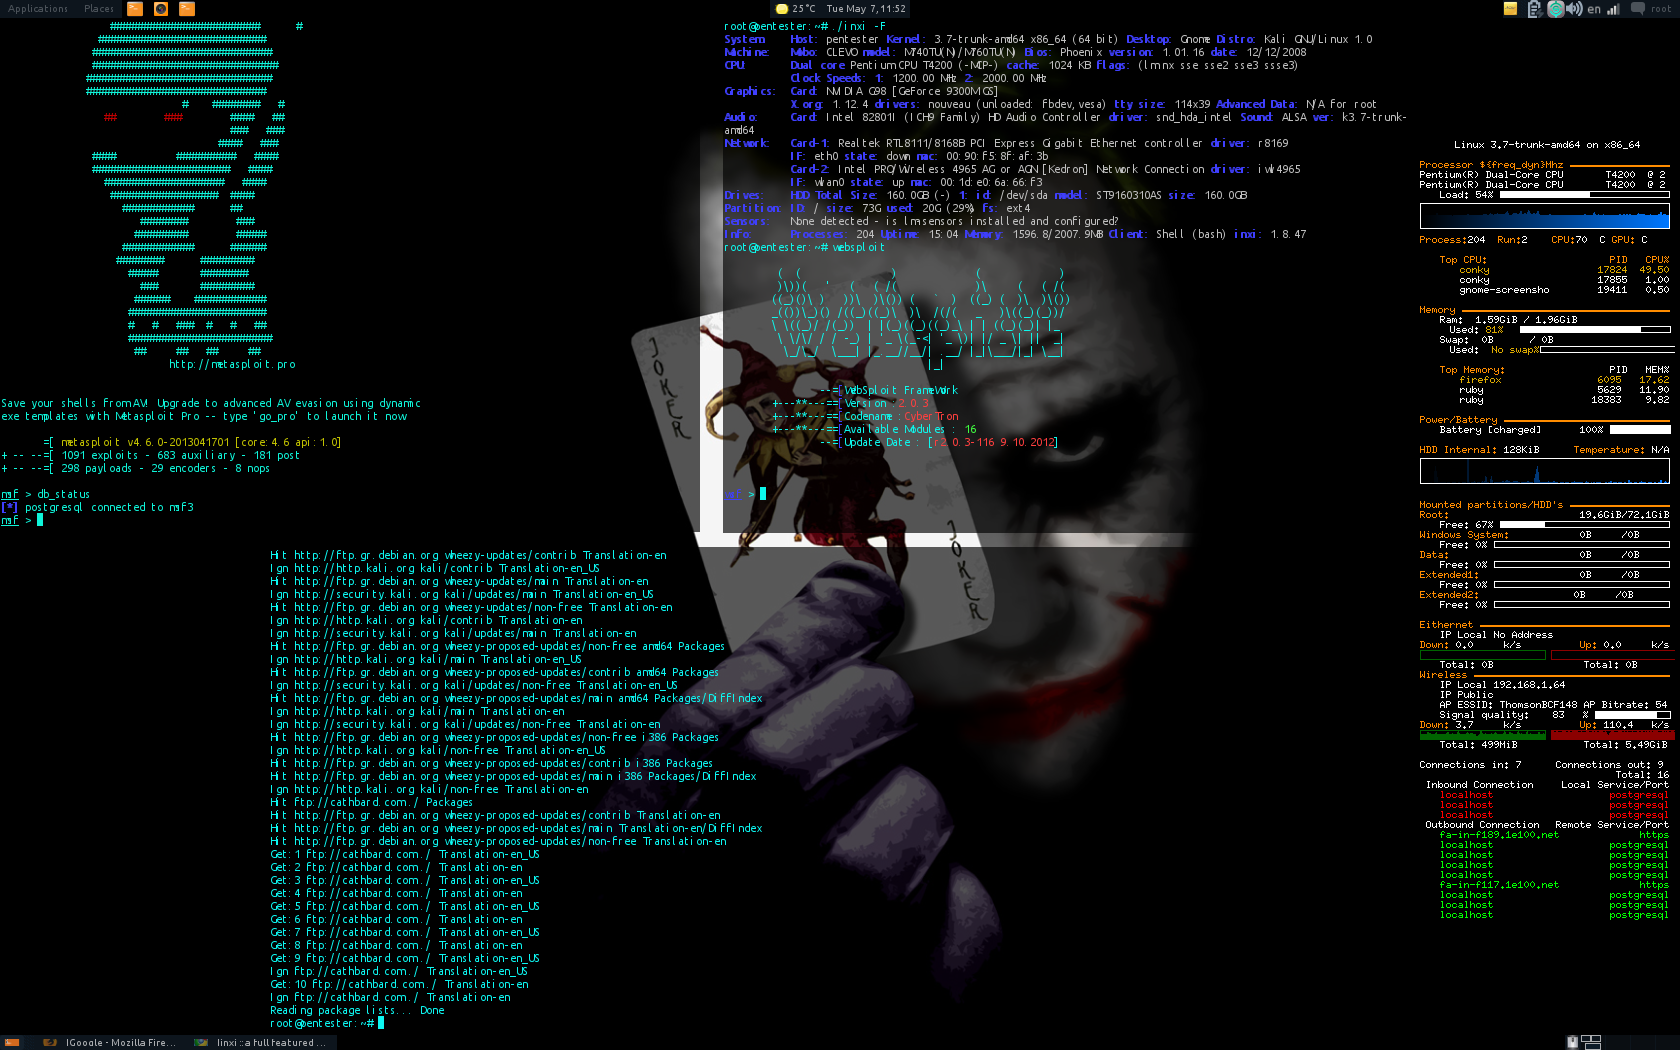 Applications Places
25°C Tue May 7, 11:52
en root
http://metasploit.pro
Save your shells from AV! Upgrade to advanced AV evasion using dynamic
exe templates with Metasploit Pro -- type 'go_pro' to launch it now
=[ metasploit v4.6.0-2013041701 [core:4.6 api:1.0]
+ -- --=[ 1091 exploits - 683 auxiliary - 181 post
+ -- --=[ 298 payloads - 29 encoders - 8 nops
msf > db_status
[*] postgresql connected to msf3
msf >
root@pentester:~# ./inxi -F
System: Host: pentester Kernel: 3.7-trunk-amd64 x86_64 (64 bit) Desktop: Gnome Distro: Kali GNU/Linux 1.0
Machine: Mobo: CLEVO model: M740TU(N)/M760TU(N) Bios: Phoenix version: 1.01.16 date: 12/12/2008
CPU: Dual core Pentium CPU T4200 (-MCP-) cache: 1024 KB flags: (lm nx sse sse2 sse3 ssse3)
Clock Speeds: 1: 1200.00 MHz 2: 2000.00 MHz
Graphics: Card: NVIDIA G98 [GeForce 9300M GS]
X.org: 1.12.4 drivers: nouveau (unloaded: fbdev,vesa) tty size: 114x39 Advanced Data: N/A for root
Audio: Card: Intel 82801I (ICH9 Family) HD Audio Controller driver: snd_hda_intel Sound: ALSA ver: k3.7-trunk-
amd64
Network: Card-1: Realtek RTL8111/8168B PCI Express Gigabit Ethernet controller driver: r8169
IF: eth0 state: down mac: 00:90:f5:8f:af:3b
Card-2: Intel PRO/Wireless 4965 AG or AGN [Kedron] Network Connection driver: iwl4965
IF: wlan0 state: up mac: 00:1d:e0:6a:66:f3
Drives: HDD Total Size: 160.0GB (-) 1: id: /dev/sda model: ST9160310AS size: 160.0GB
Partition: ID: / size: 73G used: 20G (29%) fs: ext4
Sensors: None detected - is lm-sensors installed and configured?
Info: Processes: 204 Uptime: 15:04 Memory: 1596.8/2007.9MB Client: Shell (bash) inxi: 1.8.47
root@pentester:~# websploit
--=[WebSploit FrameWork
+---**---==[Version :2.0.3
+---**---==[Codename :CyberTron
+---**---==[Available Modules : 16
--=[Update Date : [r2.0.3-116 9.10.2012]
>
JOKER
JOKER
Hit http://ftp.gr.debian.org wheezy-updates/contrib Translation-en
Ign http://http.kali.org kali/contrib Translation-en_US
Hit http://ftp.gr.debian.org wheezy-updates/main Translation-en
Ign http://security.kali.org kali/updates/main Translation-en_US
Hit http://ftp.gr.debian.org wheezy-updates/non-free Translation-en
Ign http://http.kali.org kali/contrib Translation-en
Ign http://security.kali.org kali/updates/main Translation-en
Hit http://ftp.gr.debian.org wheezy-proposed-updates/non-free amd64 Packages
Ign http://http.kali.org kali/main Translation-en_US
Hit http://ftp.gr.debian.org wheezy-proposed-updates/contrib amd64 Packages
Ign http://security.kali.org kali/updates/non-free Translation-en_US
Hit http://ftp.gr.debian.org wheezy-proposed-updates/main amd64 Packages/DiffIndex
Ign http://http.kali.org kali/main Translation-en
Ign http://security.kali.org kali/updates/non-free Translation-en
Hit http://ftp.gr.debian.org wheezy-proposed-updates/non-free i386 Packages
Ign http://http.kali.org kali/non-free Translation-en_US
Hit http://ftp.gr.debian.org wheezy-proposed-updates/contrib i386 Packages
Hit http://ftp.gr.debian.org wheezy-proposed-updates/main i386 Packages/DiffIndex
Ign http://http.kali.org kali/non-free Translation-en
Hit ftp://cathbard.com ./ Packages
Hit http://ftp.gr.debian.org wheezy-proposed-updates/contrib Translation-en
Hit http://ftp.gr.debian.org wheezy-proposed-updates/main Translation-en/DiffIndex
Hit http://ftp.gr.debian.org wheezy-proposed-updates/non-free Translation-en
Get:1 ftp://cathbard.com ./ Translation-en_US
Get:2 ftp://cathbard.com ./ Translation-en
Get:3 ftp://cathbard.com ./ Translation-en_US
Get:4 ftp://cathbard.com ./ Translation-en
Get:5 ftp://cathbard.com ./ Translation-en_US
Get:6 ftp://cathbard.com ./ Translation-en
Get:7 ftp://cathbard.com ./ Translation-en_US
Get:8 ftp://cathbard.com ./ Translation-en
Get:9 ftp://cathbard.com ./ Translation-en_US
Ign ftp://cathbard.com ./ Translation-en_US
Get:10 ftp://cathbard.com ./ Translation-en
Ign ftp://cathbard.com ./ Translation-en
Reading package lists... Done
root@pentester:~#
Linux 3.7-trunk-amd64 on x86_64
Processor ${freq_dyn}Mhz
Pentium(R) Dual-Core CPU T4200 @ 2
Pentium(R) Dual-Core CPU T4200 @ 2
Load: 54%
Process:204 Run:2 CPU:70 C GPU: C
Top CPU: PID CPU%
conky 17824 49.50
conky 17855 1.00
gnome-screensho 19411 0.50
Memory
Ram: 1.59GiB / 1.96GiB
Used: 81%
Swap: 0B / 0B
Used: No swap%
Top Memory: PID MEM%
firefox 6095 17.62
ruby 5629 11.90
ruby 18383 9.82
Power/Battery
Battery [charged] 100%
HDD Internal: 128KiB Temperature: N/A
Mounted partitions/HDD's
Root: 19.6GiB/72.1GiB
Free: 67%
Windows System: 0B /0B
Free: 0%
Data: 0B /0B
Free: 0%
Extended1: 0B /0B
Free: 0%
Extended2: 0B /0B
Free: 0%
Eithernet
IP Local No Address
Down: 0.0 k/s Up: 0.0 k/s
Total: 0B Total: 0B
Wireless
IP Local 192.168.1.64
IP Public
AP ESSID: ThomsonBCF148 AP Bitrate: 54
Signal quality: 83 %
Down: 3.7 k/s Up: 110.4 k/s
Total: 499MiB Total: 5.49GiB
Connections in: 7 Connections out: 9
Total: 16
Inbound Connection Local Service/Port
localhost postgresql
localhost postgresql
localhost postgresql
Outbound Connection Remote Service/Port
fa-in-f189.1e100.net https
localhost postgresql
localhost postgresql
localhost postgresql
localhost postgresql
fa-in-f117.1e100.net https
localhost postgresql
localhost postgresql
localhost postgresql
IGoogle - Mozilla Fire...
Iinxi :: a full featured ...